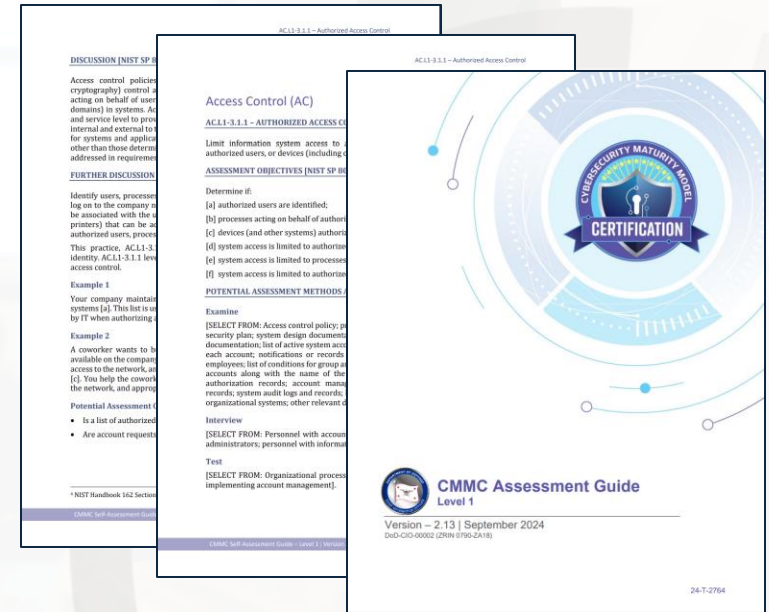 AC.L1-3.1.1 – Authorized Access Control
DISCUSSION [NIST SP 8
Access control policies
cryptography) control a
acting on behalf of user
domains) in systems. Ac
and service level to prov
internal and external to t
for systems and applica
other than those determi
addressed in requiremen
FURTHER DISCUSSION
Identify users, processes
log on to the company n
be associated with the u
printers) that can be ac
authorized users, proces
This practice, AC.L1-3.1
identity. AC.L1-3.1.1 leve
access control.
Example 1
Your company maintain
systems [a]. This list is us
by IT when authorizing a
Example 2
A coworker wants to b
available on the company
access to the network, an
[c]. You help the cowork
the network, and approp
Potential Assessment C
• Is a list of authorized
• Are account requests
⁴ NIST Handbook 162 Section
CMMC Self-Assessment Guide
AC.L1-3.1.1 – Authorized Access Control
Access Control (AC)
AC.L1-3.1.1 – AUTHORIZED ACCESS CO
Limit information system access to a
authorized users, or devices (including o
ASSESSMENT OBJECTIVES [NIST SP 80
Determine if:
[a] authorized users are identified;
[b] processes acting on behalf of authori
[c] devices (and other systems) authoriz
[d] system access is limited to authorize
[e] system access is limited to processes
[f] system access is limited to authorize
POTENTIAL ASSESSMENT METHODS A
Examine
[SELECT FROM: Access control policy; pr
security plan; system design documenta
documentation; list of active system acco
each account; notifications or records
employees; list of conditions for group an
accounts along with the name of the
authorization records; account manag
records; system audit logs and records;
organizational systems; other relevant d
Interview
[SELECT FROM: Personnel with account
administrators; personnel with informat
Test
[SELECT FROM: Organizational process
implementing account management].
CMMC Self-Assessment Guide – Level 1 | Version
CYBERSECURITY MATURITY MODEL
CERTIFICATION
CMMC Assessment Guide
Level 1
Version – 2.13 | September 2024
DoD-CIO-00002 (ZRIN 0790-ZA18)
24-T-2764